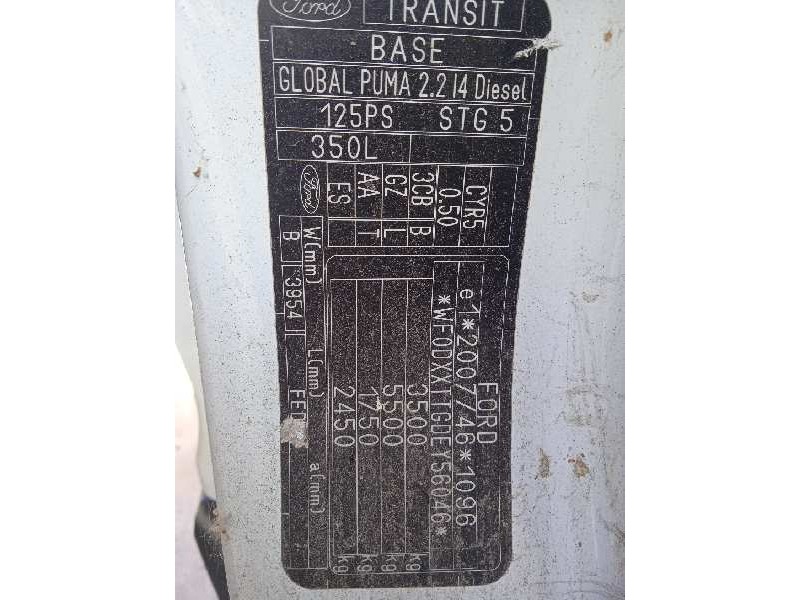 Ford
TRANSIT
BASE
GLOBAL PUMA 2.2 I4 Diesel
125PS STG 5
350L
CYR5
0.50
3CB B
GZ L
AA T
ES
Ford
FORD
e1*2007/46*1096
*WF0DXXTTGDEY56046*
3500 kg
5500 kg
1750 kg
2450 kg
W(mm) L(mm) a(mm)
B 3954